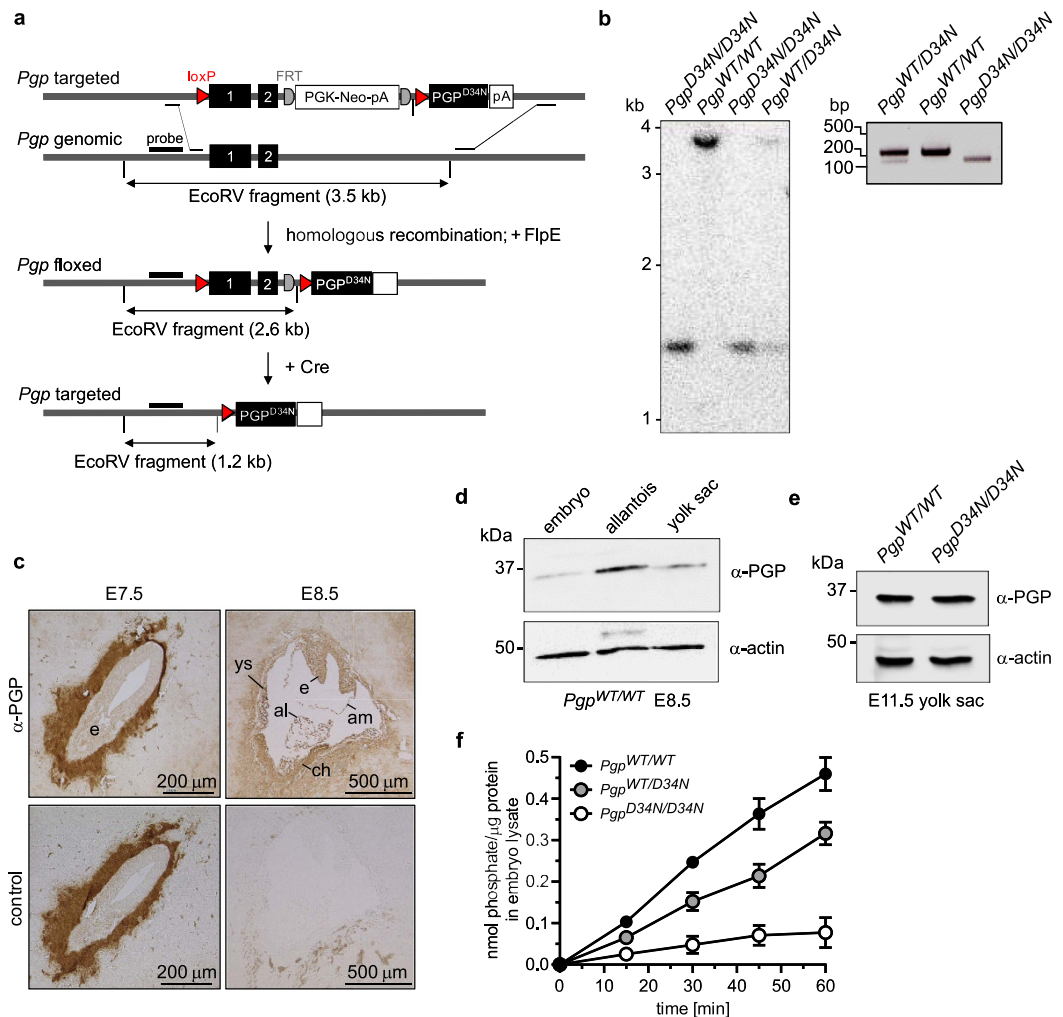 a
Pgp targeted
loxP
FRT
1
2
PGK-Neo-pA
PGP^D34N
pA
Pgp genomic
probe
1
2
EcoRV fragment (3.5 kb)
homologous recombination; + FlpE
Pgp floxed
1
2
PGP^D34N
EcoRV fragment (2.6 kb)
+ Cre
Pgp targeted
PGP^D34N
EcoRV fragment (1.2 kb)
b
Pgp^D34N/D34N
Pgp^WT/WT
Pgp^D34N/D34N
Pgp^WT/D34N
kb
4
3
2
1
Pgp^WT/D34N
Pgp^WT/WT
Pgp^D34N/D34N
bp
500
200
100
c
E7.5
E8.5
α-PGP
e
200 µm
ys
e
al
am
ch
500 µm
control
200 µm
500 µm
d
embryo
allantois
yolk sac
kDa
37
α-PGP
50
α-actin
Pgp^WT/WT E8.5
e
Pgp^WT/WT
Pgp^D34N/D34N
kDa
37
α-PGP
50
α-actin
E11.5 yolk sac
f
nmol phosphate/µg protein
in embryo lysate
0.5
0.4
0.3
0.2
0.1
0.0
Pgp^WT/WT
Pgp^WT/D34N
Pgp^D34N/D34N
0 10 20 30 40 50 60
time [min]